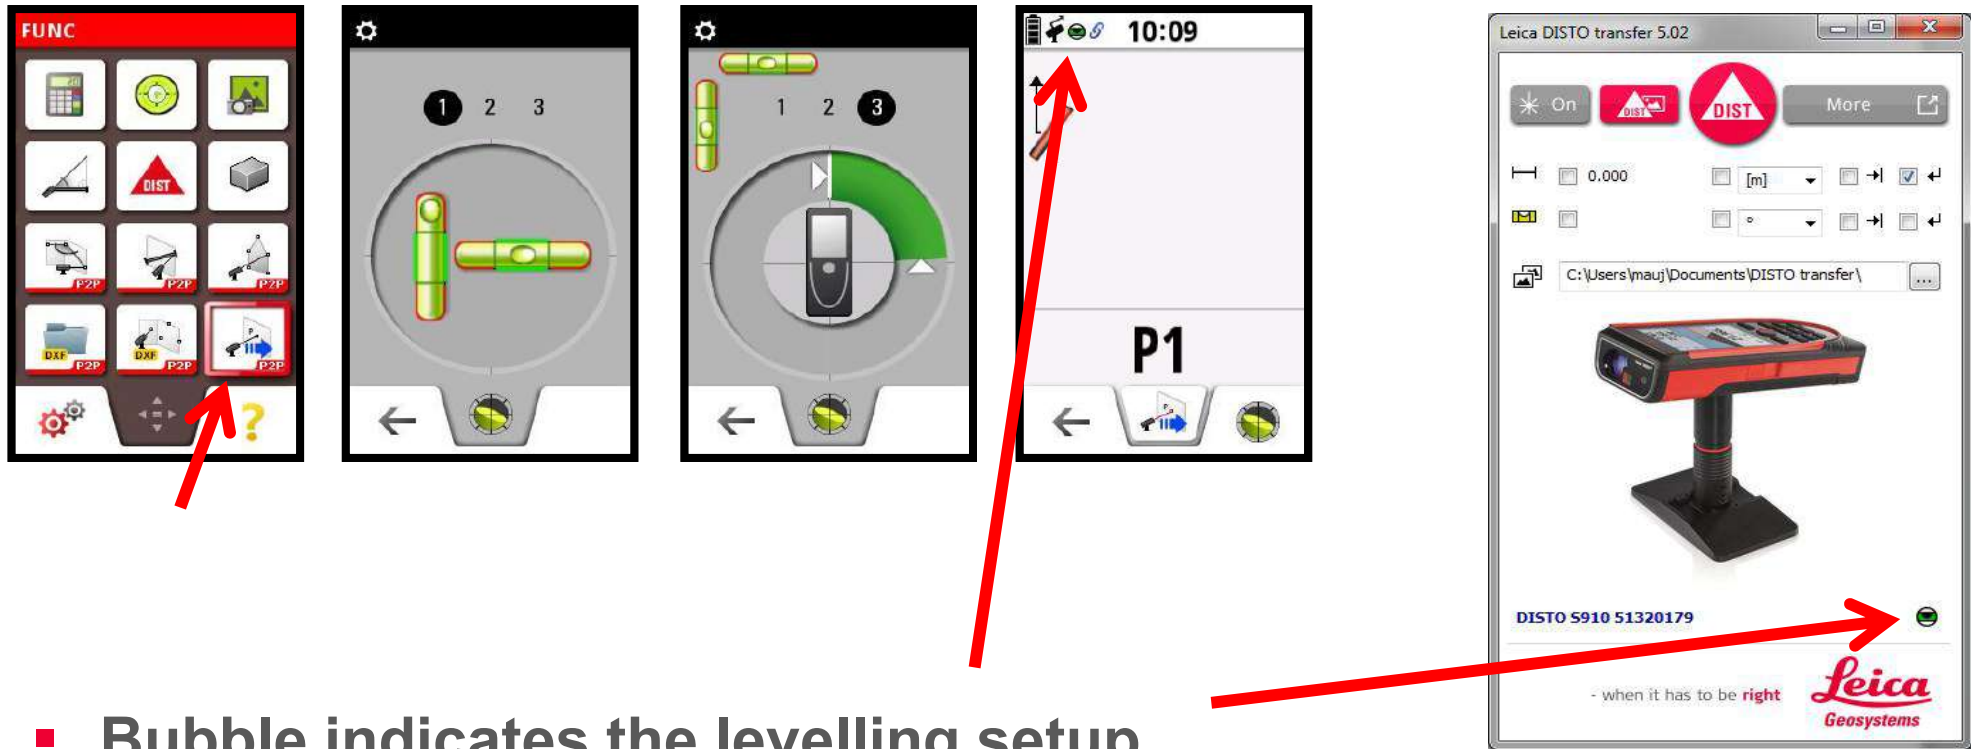 FUNC
DIST
P2P
P2P
P2P
DXF
P2P
DXF
P2P
P
P2P
?
1 2 3
1 2 3
10:09
P1
Leica DISTO transfer 5.02
On
DIST
DIST
More
0.000
[m]
°
C:\Users\mauj\Documents\DISTO transfer\
...
DISTO S910 51320179
- when it has to be right
Leica
Geosystems
Bubble indicates the levelling setup